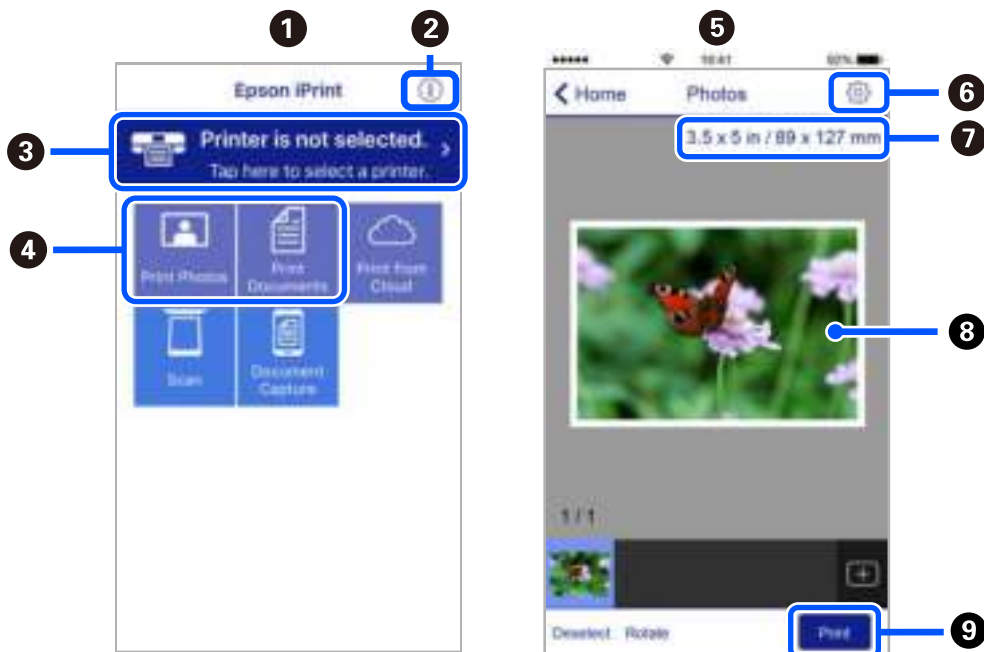 1
2
Epson iPrint
3
Printer is not selected.
Tap here to select a printer.
4
Print Photos
Print
Documents
Print from
Cloud
Scan
Document
Capture
5
10:41
92%
Home
Photos
6
3.5 x 5 in / 89 x 127 mm
7
8
1 / 1
Deselect
Rotate
Print
9